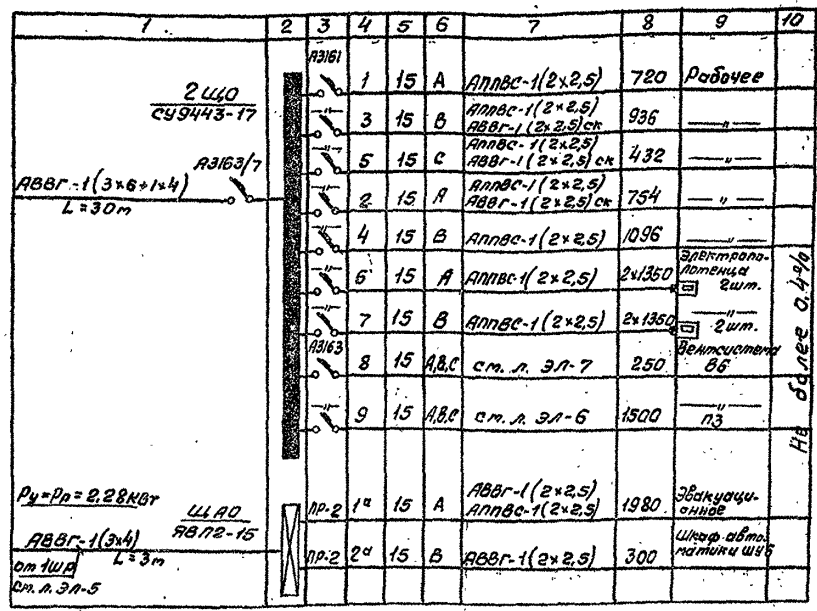 1 2 3 4 5 6 7 8 9 10
2 ЩО
СУ9443-17
А3163/7
АВВГ-1(3×6+1×4)
L=30м
А3161 1 15 А АППВС-1(2×2,5) 720 Рабочее
–"– 3 15 В АППВС-1(2×2,5) 936 –"–
АВВГ-1(2×2,5)ск
–"– 5 15 С АППВС-1(2×2,5) 432 –"–
АВВГ-1(2×2,5)ск
–"– 2 15 А АППВС-1(2×2,5) 754 –"–
АВВГ-1(2×2,5)ск
–"– 4 15 В АППВС-1(2×2,5) 1096 –"–
–"– 6 15 А АППВС-1(2×2,5) 2×1350 Электропо-
лотенца
2шт.
–"– 7 15 В АППВС-1(2×2,5) 2×1350 –"–
2шт.
А3163 8 15 А,В,С см. л. ЭЛ-7 250 Вентсистема
В6
–"– 9 15 А,В,С см. л. ЭЛ-6 1500 –"–
П3
Не более 0,4%
Ру=Рр=2,28кВт
ЩАО
ЯВП2-15
АВВГ-1(3×4)
L=3м
от 1ШР
См. л. ЭЛ-5
ПР-2 1а 15 А АВВГ-1(2×2,5) 1980 Эвакуаци-
АППВС-1(2×2,5) онное
ПР-2 2а 15 В АВВГ-1(2×2,5) 300 Шкаф авто-
матики ШУ6